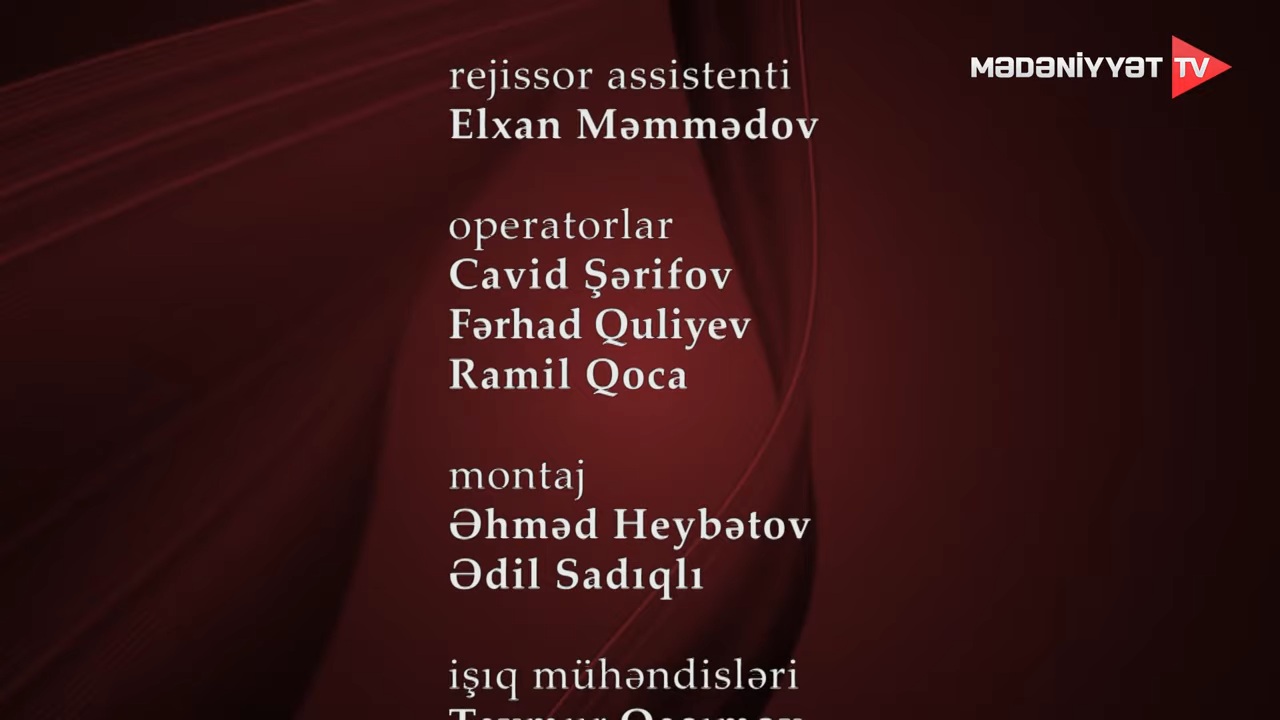 MƏDƏNİYYƏT TV
rejissor assistenti
Elxan Məmmədov
operatorlar
Cavid Şərifov
Fərhad Quliyev
Ramil Qoca
montaj
Əhməd Heybətov
Ədil Sadıqlı
işıq mühəndisləri